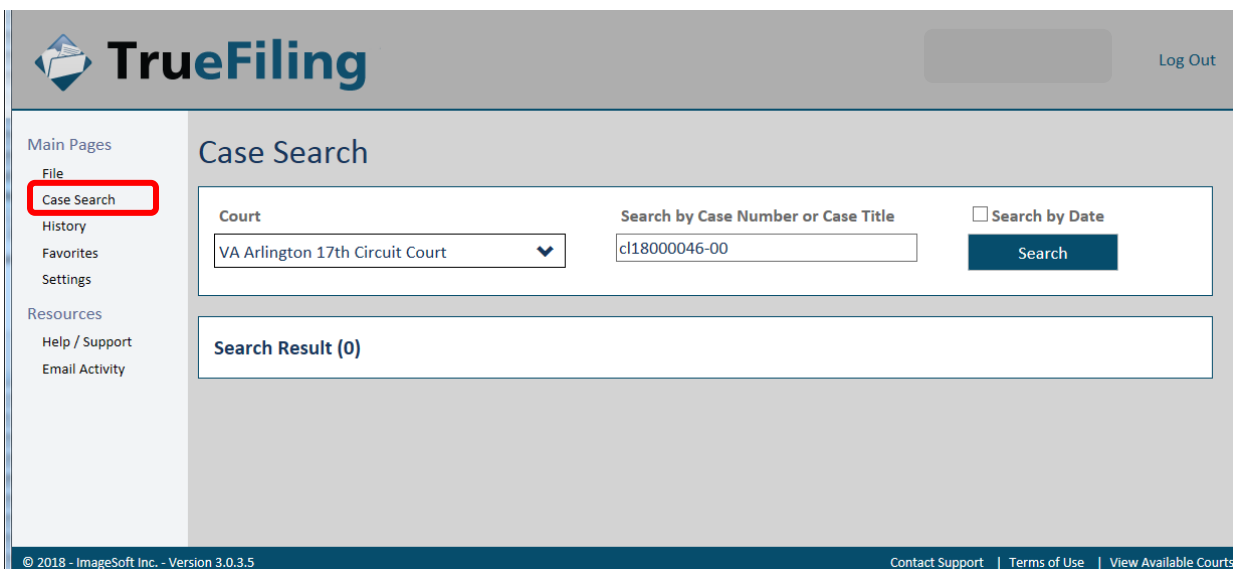 TrueFiling
Log Out
Main Pages
File
Case Search
History
Favorites
Settings
Resources
Help / Support
Email Activity
Case Search
Court
Search by Case Number or Case Title
Search by Date
VA Arlington 17th Circuit Court
cl18000046-00
Search
Search Result (0)
© 2018 - ImageSoft Inc. - Version 3.0.3.5
Contact Support | Terms of Use | View Available Courts